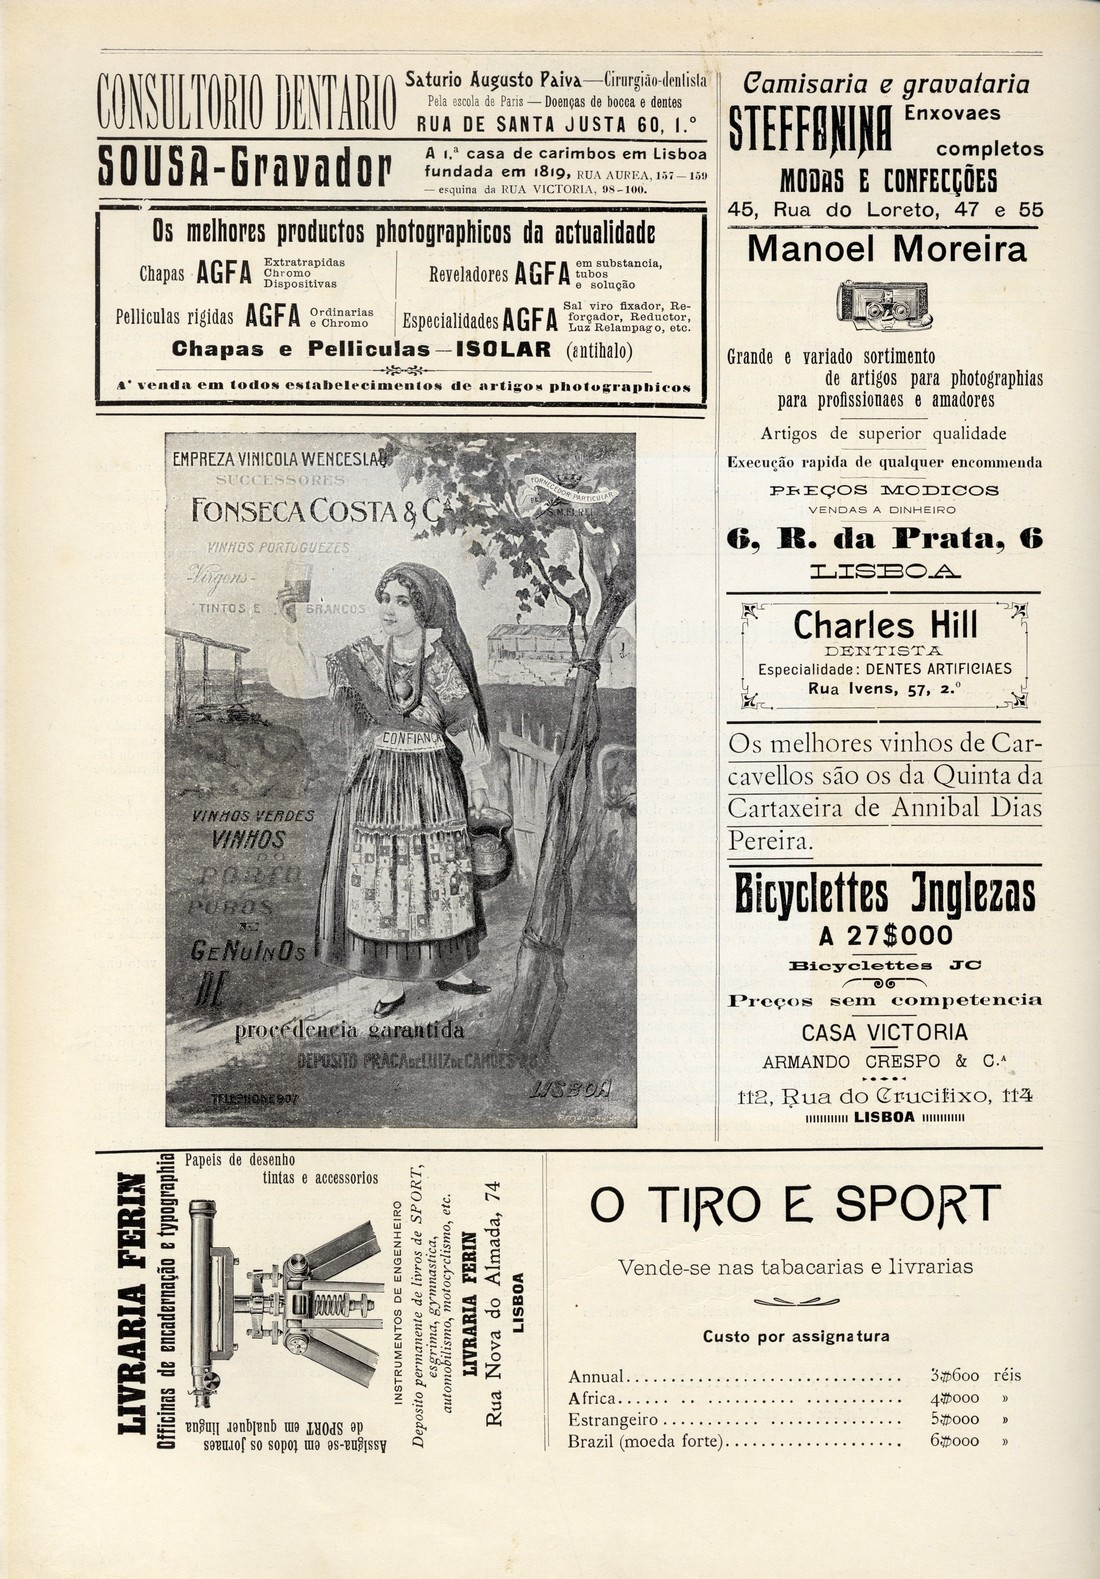 CONSULTORIO DENTARIO
Saturio Augusto Paiva—Cirurgião-dentista
Pela escola de Paris — Doenças de bocca e dentes
RUA DE SANTA JUSTA 60, 1.º
SOUSA-Gravador
A 1.ª casa de carimbos em Lisboa
fundada em 1819, RUA AUREA, 157—159
— esquina da RUA VICTORIA, 98-100.
Os melhores productos photographicos da actualidade
Chapas AGFA Extratrapidas
Chromo
Dispositivas
Reveladores AGFA em substancia,
tubos
e solução
Pelliculas rigidas AGFA Ordinarias
e Chromo
Especialidades AGFA Sal viro fixador, Re-
forçador, Reductor,
Luz Relampago, etc.
Chapas e Pelliculas—ISOLAR (antihalo)
A' venda em todos estabelecimentos de artigos photographicos
EMPREZA VINICOLA WENCESLAU
SUCCESSORES
FONSECA COSTA & Cª
FORNECEDOR PARTICULAR
DE S.M. EL REI
VINHOS PORTUGUEZES
-Virgens-
TINTOS E BRANCOS
CONFIANÇA
VINHOS VERDES
VINHOS
DO
PORTO
PUROS
E
GENUINOS
DE
procedencia garantida
DEPOSITO PRAÇA DE LUIZ DE CAMÕES
LISBOA
TELEPHONE 907
Camisaria e gravataria
STEFFANINA Enxovaes
completos
MODAS E CONFECÇÕES
45, Rua do Loreto, 47 e 55
Manoel Moreira
Grande e variado sortimento
de artigos para photographias
para profissionaes e amadores
Artigos de superior qualidade
Execução rapida de qualquer encommenda
PREÇOS MODICOS
VENDAS A DINHEIRO
6, R. da Prata, 6
LISBOA
Charles Hill
DENTISTA
Especialidade: DENTES ARTIFICIAES
Rua Ivens, 57, 2.º
Os melhores vinhos de Car-
cavellos são os da Quinta da
Cartaxeira de Annibal Dias
Pereira.
Bicyclettes Inglezas
A 27$000
Bicyclettes JC
Preços sem competencia
CASA VICTORIA
ARMANDO CRESPO & C.ª
112, Rua do Crucifixo, 114
LISBOA
LIVRARIA FERIN
Officinas de encadernação e typographia
Papeis de desenho
tintas e accessorios
Assigna-se em todos os jornaes
de SPORT em qualquer lingua
INSTRUMENTOS DE ENGENHEIRO
Deposito permanente de livros de SPORT,
esgrima, gymnastica,
automobilismo, motocyclismo, etc.
LIVRARIA FERIN
Rua Nova do Almada, 74
LISBOA
O TIRO E SPORT
Vende-se nas tabacarias e livrarias
Custo por assignatura
Annual.................................. 3$600 réis
Africa...... .. .. ........... ............ 4$000 »
Estrangeiro ............................ 5$000 »
Brazil (moeda forte).................... 6$000 »